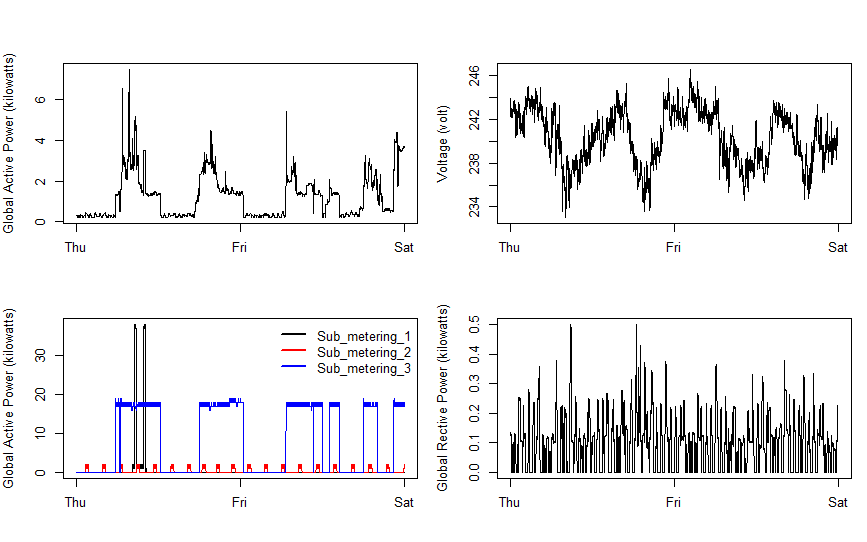 Global Active Power (kilowatts)
6
4
2
0
Thu
Fri
Sat
Voltage (volt)
246
242
238
234
Thu
Fri
Sat
Global Active Power (kilowatts)
30
20
10
0
Sub_metering_1
Sub_metering_2
Sub_metering_3
Thu
Fri
Sat
Global Rective Power (kilowatts)
0.5
0.4
0.3
0.2
0.1
0.0
Thu
Fri
Sat